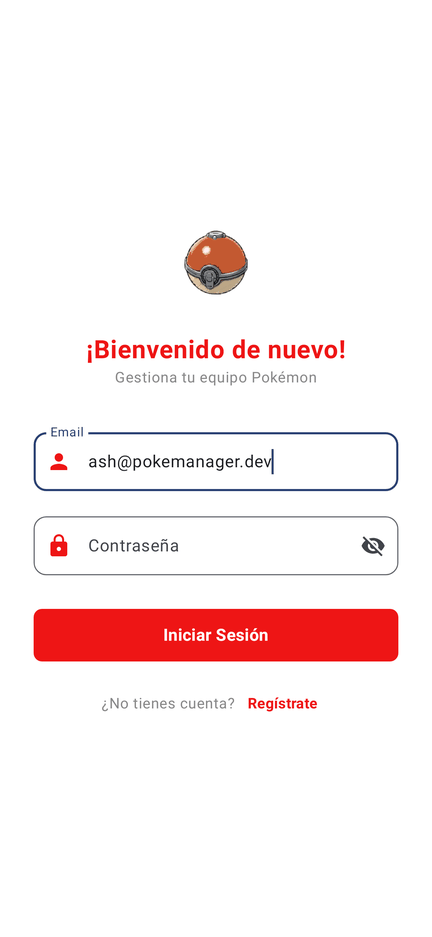 ¡Bienvenido de nuevo!
Gestiona tu equipo Pokémon
Email
ash@pokemanager.dev
Contraseña
Iniciar Sesión
¿No tienes cuenta? Regístrate